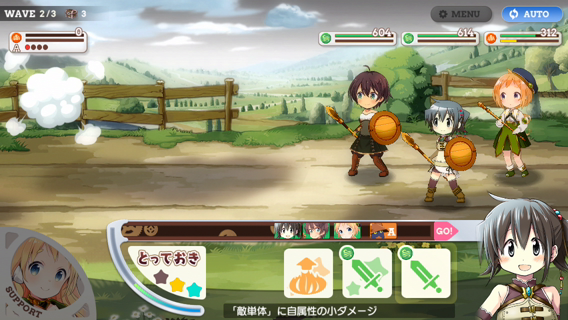 WAVE 2/3 3
MENU
AUTO
0
A
604
614
312
GO!
とっておき
SUPPORT
「敵単体」に自属性の小ダメージ